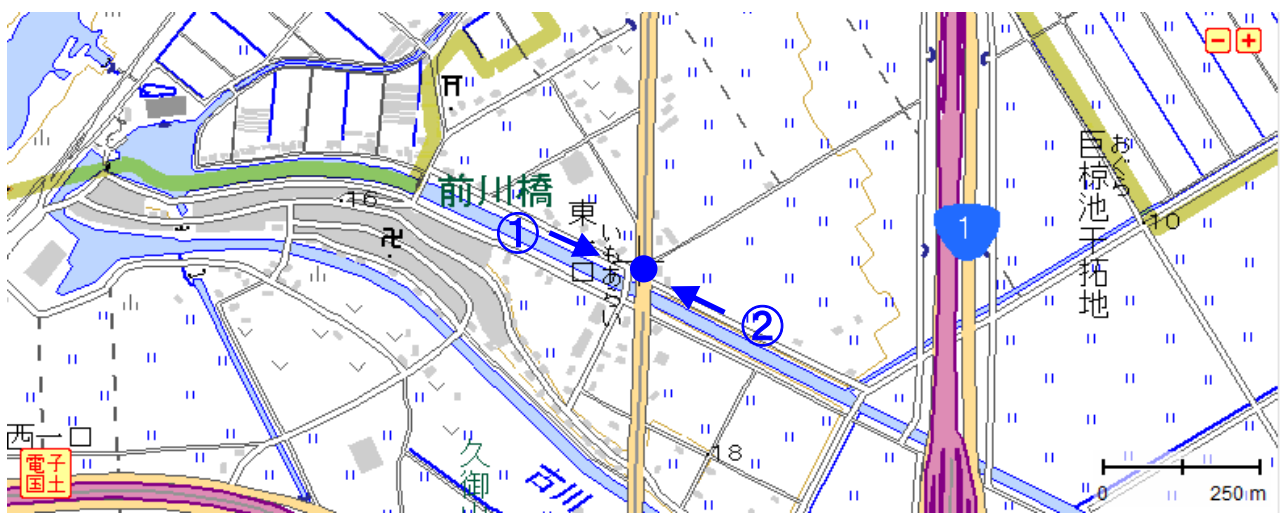 − +
前川橋
16
①
東一口
いもあらい
②
1
巨椋池干拓地
おぐら
10
18
西一口
電子国土
久御
古川
0 250m